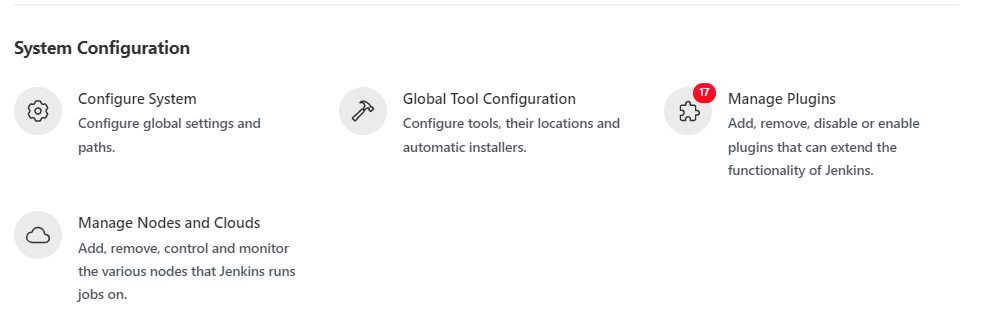 System Configuration
Configure System
Configure global settings and
paths.
Global Tool Configuration
Configure tools, their locations and
automatic installers.
17
Manage Plugins
Add, remove, disable or enable
plugins that can extend the
functionality of Jenkins.
Manage Nodes and Clouds
Add, remove, control and monitor
the various nodes that Jenkins runs
jobs on.